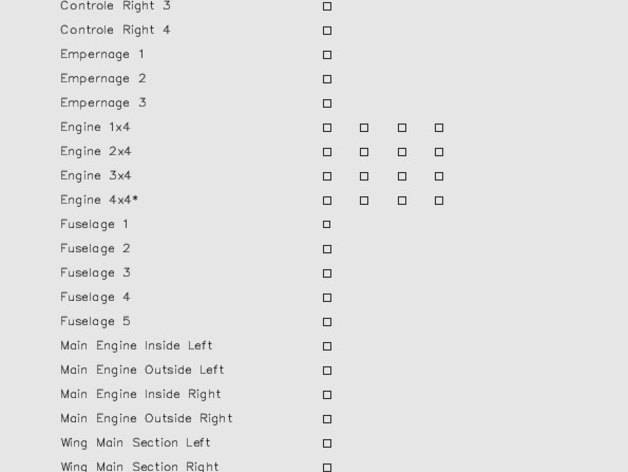 Controle Right 3
Controle Right 4
Empernage 1
Empernage 2
Empernage 3
Engine 1x4
Engine 2x4
Engine 3x4
Engine 4x4*
Fuselage 1
Fuselage 2
Fuselage 3
Fuselage 4
Fuselage 5
Main Engine Inside Left
Main Engine Outside Left
Main Engine Inside Right
Main Engine Outside Right
Wing Main Section Left
Wing Main Section Right